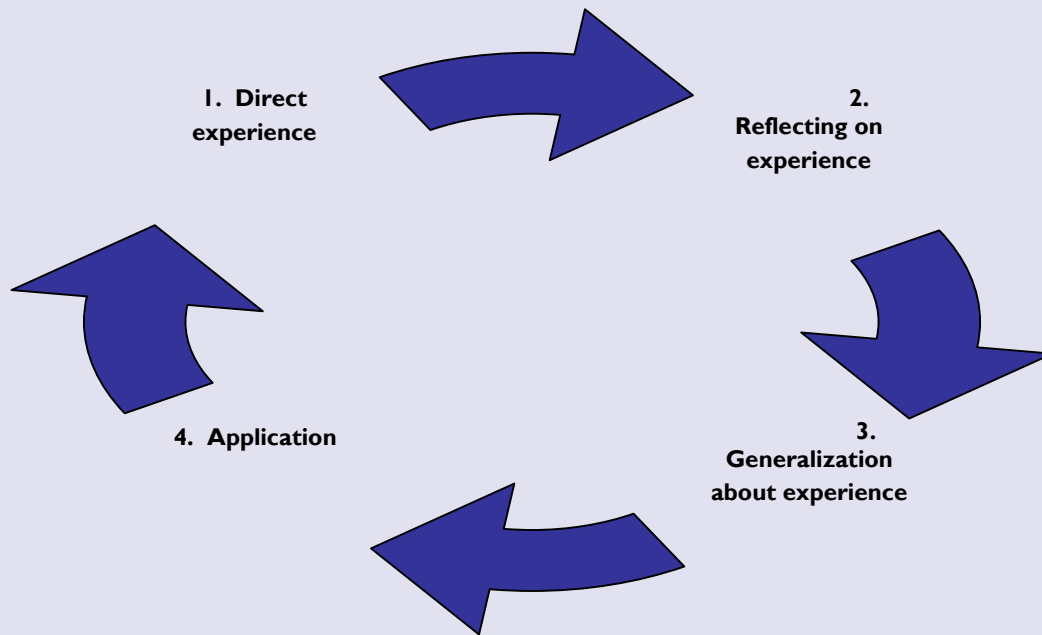 1. Direct
experience
2.
Reflecting on
experience
3.
Generalization
about experience
4. Application